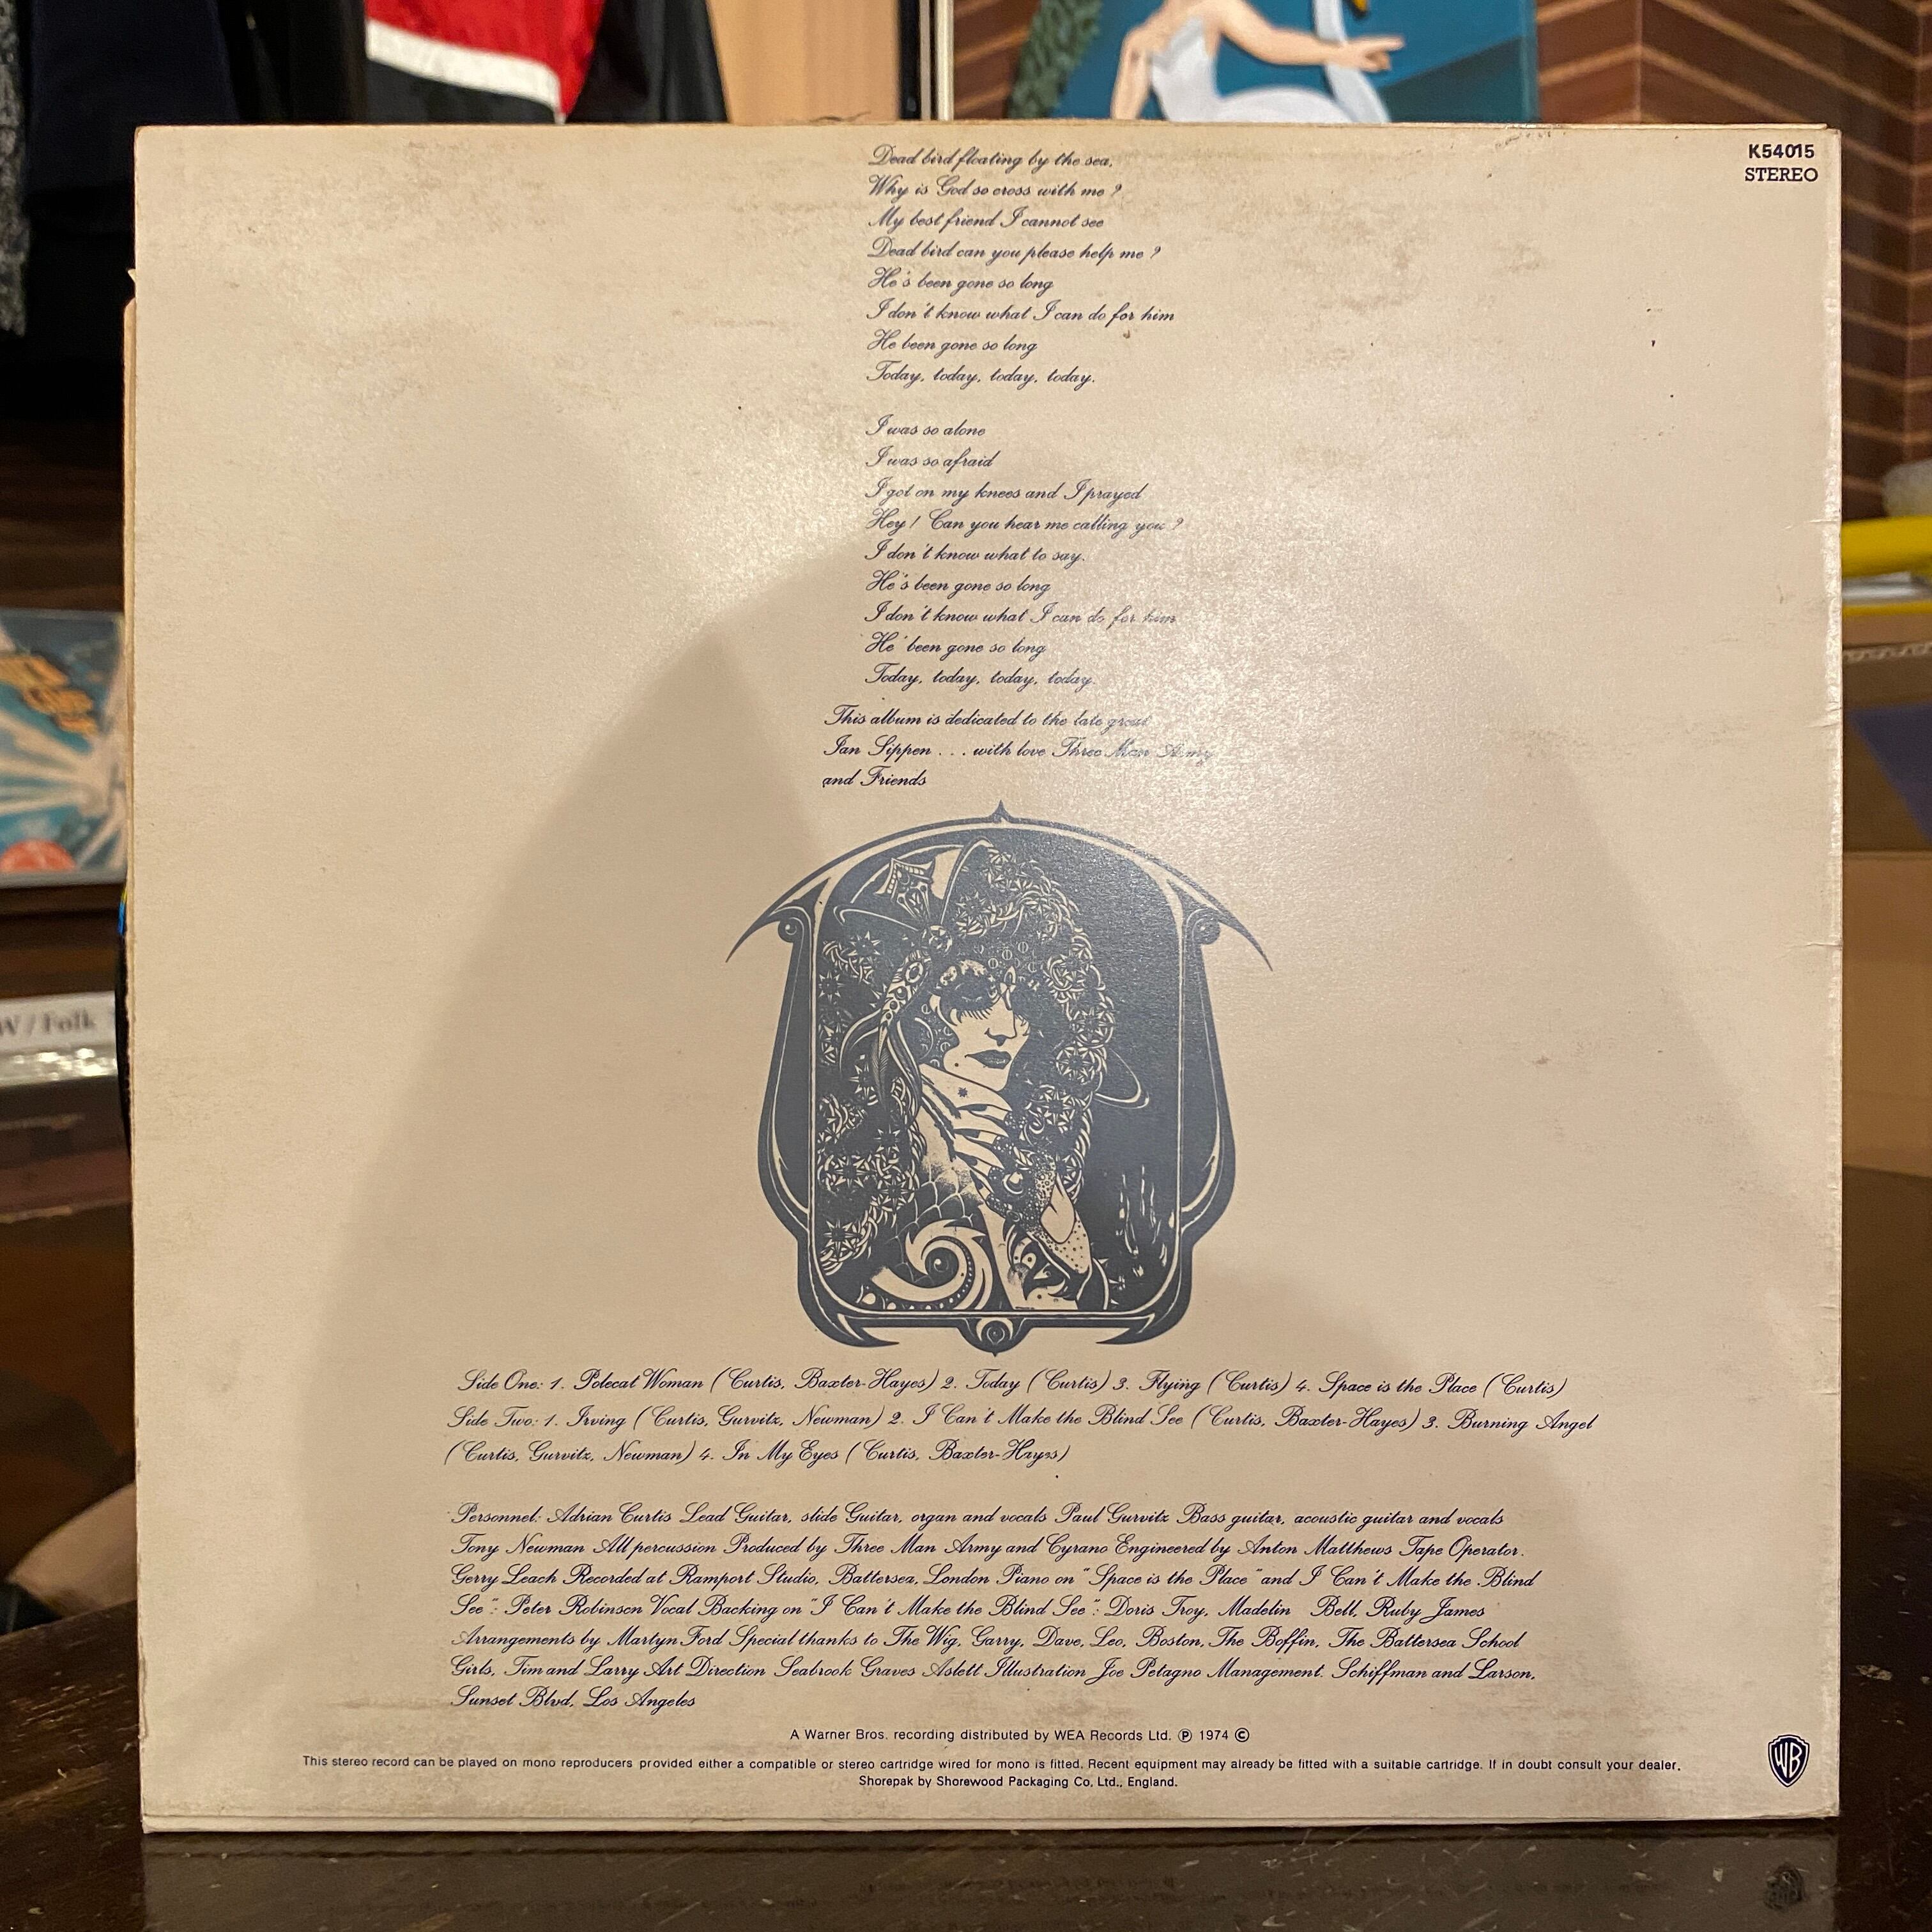 K54015
STEREO
Dead bird floating by the sea,
Why is God so cross with me ?
My best friend I cannot see
Dead bird can you please help me ?
He's been gone so long
I don't know what I can do for him
He been gone so long
Today, today, today, today.
I was so alone
I was so afraid
I got on my knees and I prayed
Hey ! Can you hear me calling you ?
I don't know what to say.
He's been gone so long
I don't know what I can do for him
He' been gone so long
Today, today, today, today.
This album is dedicated to the late great
Ian Sippen . . . with love Three Man Army
and Friends
Side One: 1. Polecat Woman (Curtis, Baxter-Hayes) 2. Today (Curtis) 3. Flying (Curtis) 4. Space is the Place (Curtis)
Side Two: 1. Irving (Curtis, Gurvitz, Newman) 2. I Can't Make the Blind See (Curtis, Baxter-Hayes) 3. Burning Angel
(Curtis, Gurvitz, Newman) 4. In My Eyes (Curtis, Baxter-Hayes)
Personnel: Adrian Curtis Lead Guitar, slide Guitar, organ and vocals Paul Gurvitz Bass guitar, acoustic guitar and vocals
Tony Newman All percussion Produced by Three Man Army and Cyrano Engineered by Anton Matthews Tape Operator.
Gerry Leach Recorded at Ramport Studio, Battersea, London Piano on "Space is the Place" and I Can't Make the Blind
See": Peter Robinson Vocal Backing on "I Can't Make the Blind See": Doris Troy, Madelin Bell, Ruby James
Arrangements by Martyn Ford Special thanks to The Wig, Garry, Dave, Leo, Boston, The Boffin, The Battersea School
Girls, Tim and Larry Art Direction Seabrook Graves Aslett Illustration Joe Petagno Management. Schiffman and Larson,
Sunset Blvd, Los Angeles
A Warner Bros. recording distributed by WEA Records Ltd. ℗ 1974 ©
This stereo record can be played on mono reproducers provided either a compatible or stereo cartridge wired for mono is fitted. Recent equipment may already be fitted with a suitable cartridge. If in doubt consult your dealer.
Shorepak by Shorewood Packaging Co, Ltd., England.
WB
W / Folk